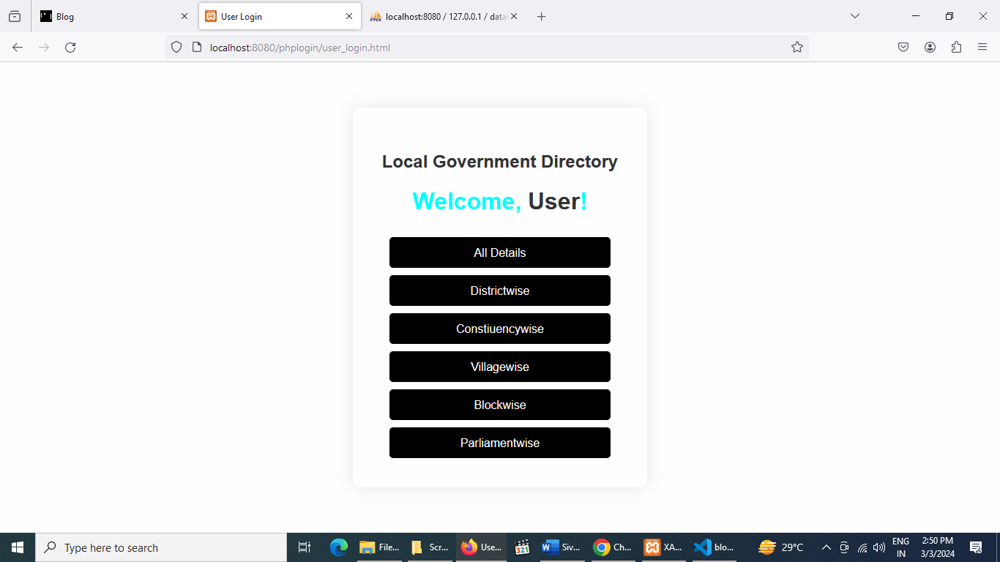 Blog
User Login
localhost:8080 / 127.0.0.1 / data
localhost:8080/phplogin/user_login.html
Local Government Directory
Welcome, User!
All Details
Districtwise
Constiuencywise
Villagewise
Blockwise
Parliamentwise
Type here to search
File...
Scr...
Use...
321
Siv...
Ch...
XA...
blo...
29°C
ENG
IN
2:50 PM
3/3/2024